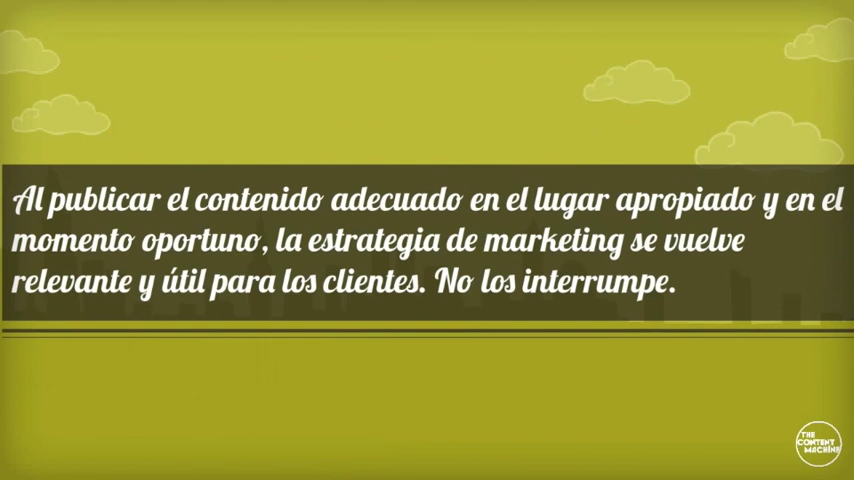 Al publicar el contenido adecuado en el lugar apropiado y en el
momento oportuno, la estrategia de marketing se vuelve
relevante y útil para los clientes. No los interrumpe.
THE
CONTENT
MACHINE